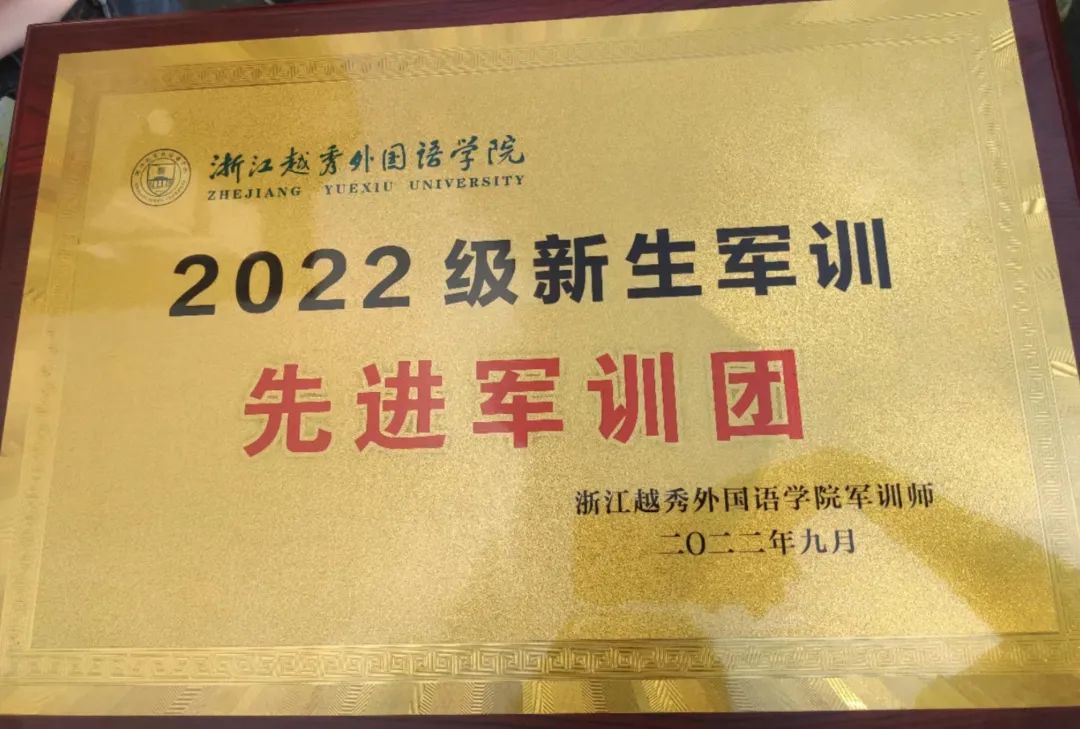 浙江越秀外国语学院
ZHEJIANG YUEXIU UNIVERSITY
2022级新生军训
先进军训团
浙江越秀外国语学院军训师
二〇二二年九月